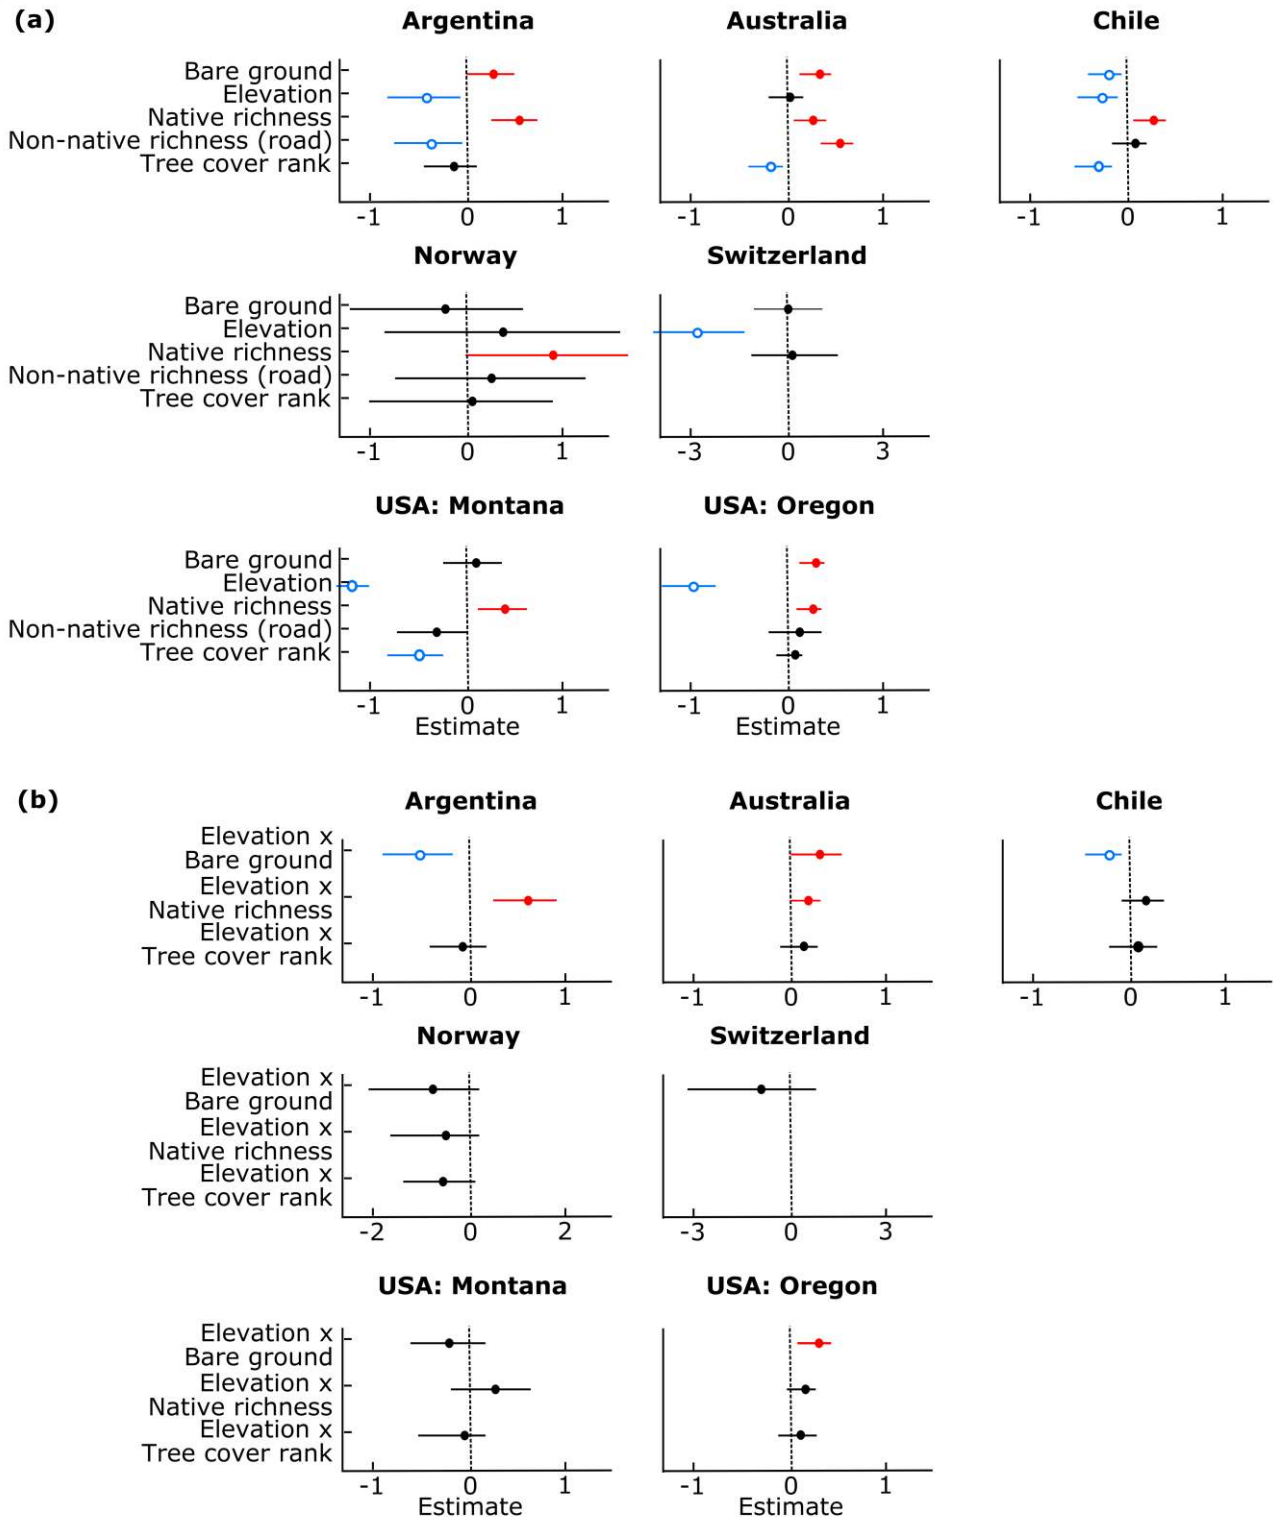 (a)
Argentina Australia Chile
Bare ground
Elevation
Native richness
Non-native richness (road)
Tree cover rank
-1 0 1 -1 0 1 -1 0 1
Norway Switzerland
Bare ground
Elevation
Native richness
Non-native richness (road)
Tree cover rank
-1 0 1 -3 0 3
USA: Montana USA: Oregon
Bare ground
Elevation
Native richness
Non-native richness (road)
Tree cover rank
-1 0 1 -1 0 1
Estimate Estimate
(b)
Argentina Australia Chile
Elevation x
Bare ground
Elevation x
Native richness
Elevation x
Tree cover rank
-1 0 1 -1 0 1 -1 0 1
Norway Switzerland
Elevation x
Bare ground
Elevation x
Native richness
Elevation x
Tree cover rank
-2 0 2 -3 0 3
USA: Montana USA: Oregon
Elevation x
Bare ground
Elevation x
Native richness
Elevation x
Tree cover rank
-1 0 1 -1 0 1
Estimate Estimate